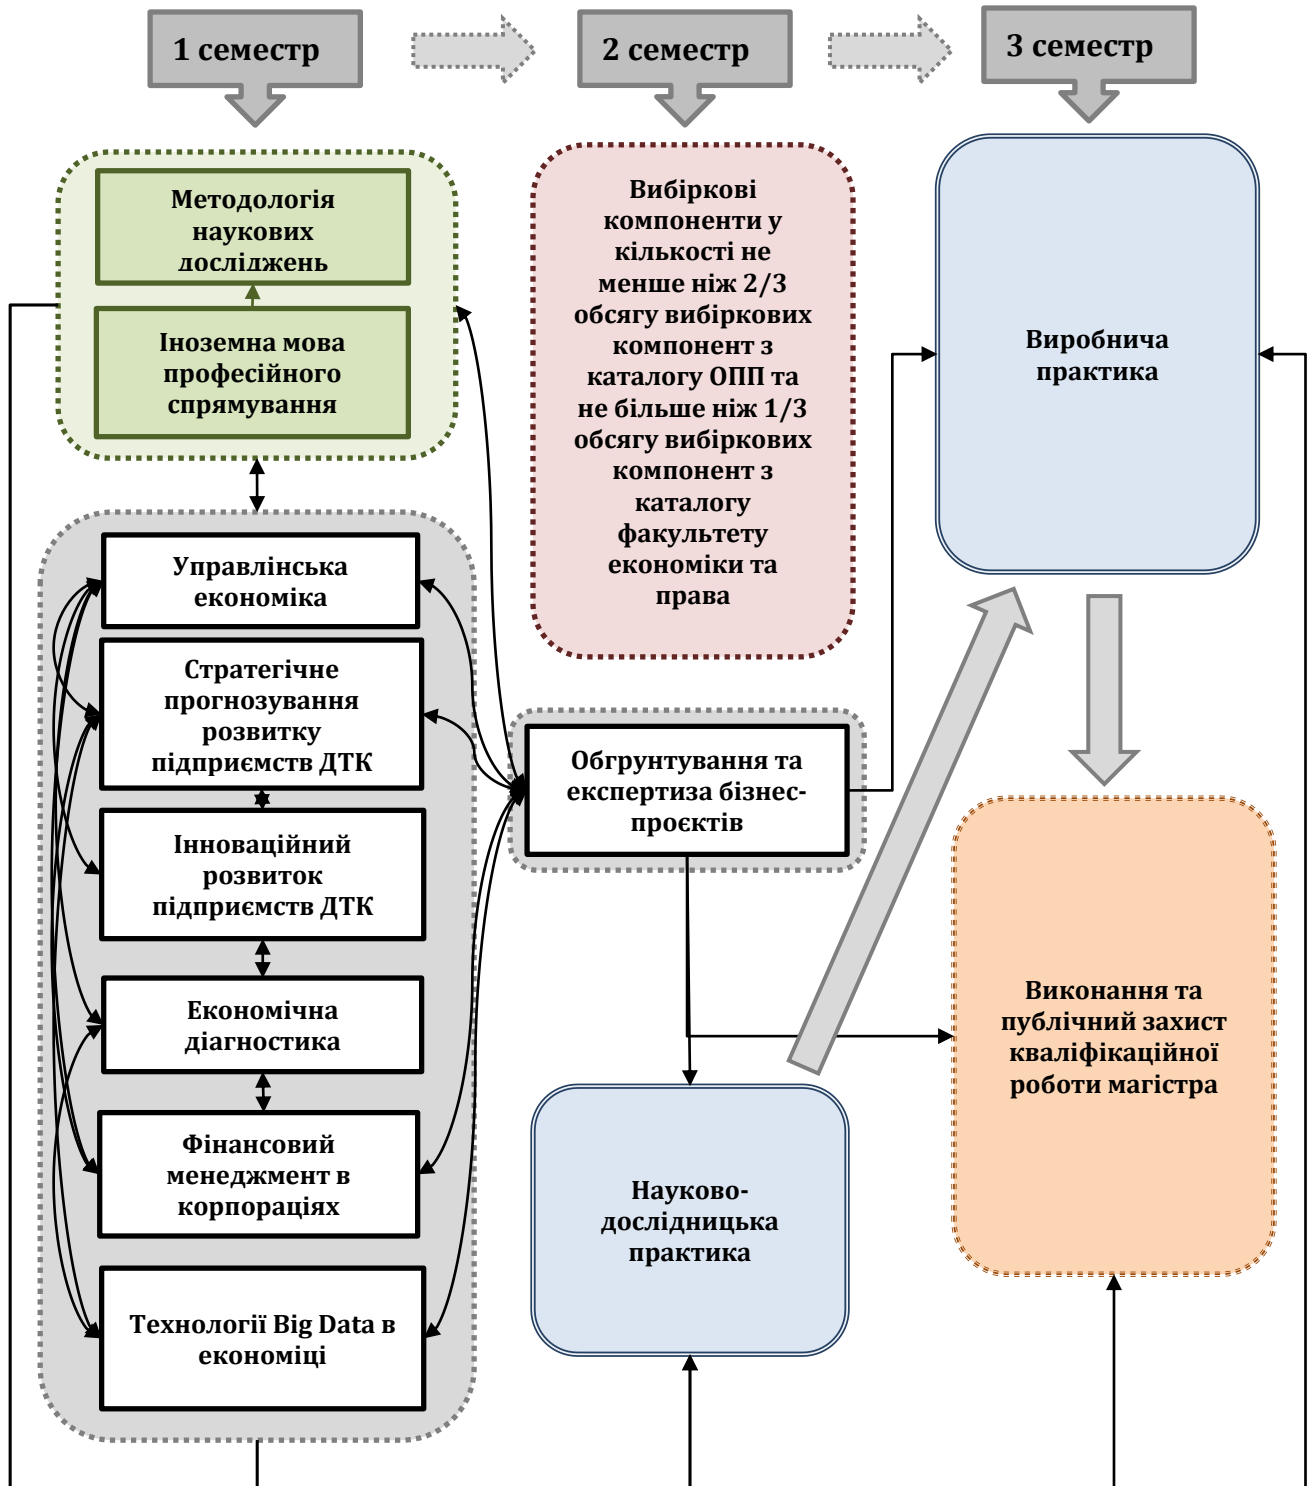 1 семестр
2 семестр
3 семестр
Методологія
наукових
досліджень
Іноземна мова
професійного
спрямування
Управлінська
економіка
Стратегічне
прогнозування
розвитку
підприємств ДТК
Інноваційний
розвиток
підприємств ДТК
Економічна
діагностика
Фінансовий
менеджмент в
корпораціях
Технології Big Data в
економіці
Вибіркові
компоненти у
кількості не
менше ніж 2/3
обсягу вибіркових
компонент з
каталогу ОПП та
не більше ніж 1/3
обсягу вибіркових
компонент з
каталогу
факультету
економіки та
права
Обгрунтування та
експертиза бізнес-
проєктів
Науково-
дослідницька
практика
Виробнича
практика
Виконання та
публічний захист
кваліфікаційної
роботи магістра